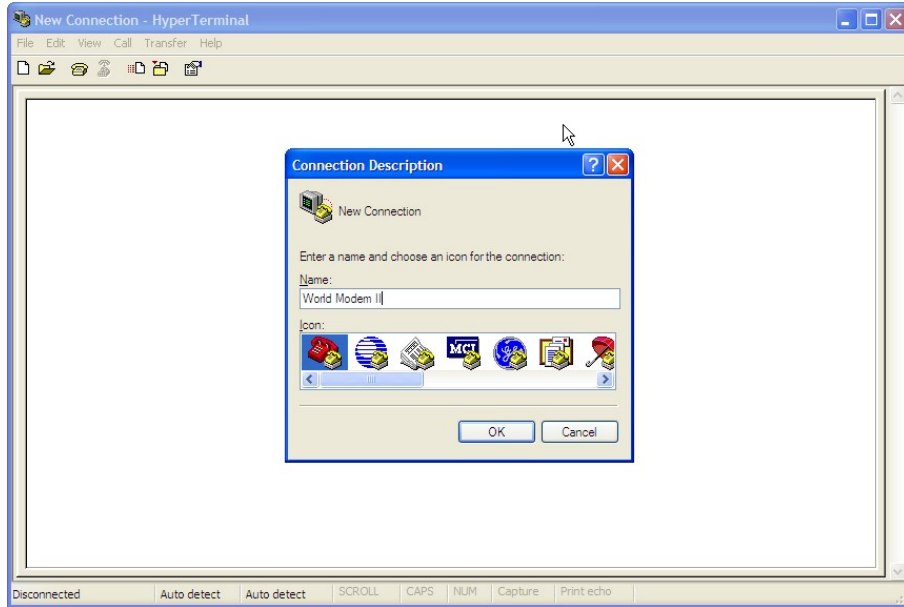 New Connection - HyperTerminal
File Edit View Call Transfer Help
Connection Description
New Connection
Enter a name and choose an icon for the connection:
Name:
World Modem II
Icon:
MCI
OK Cancel
Disconnected Auto detect Auto detect SCROLL CAPS NUM Capture Print echo